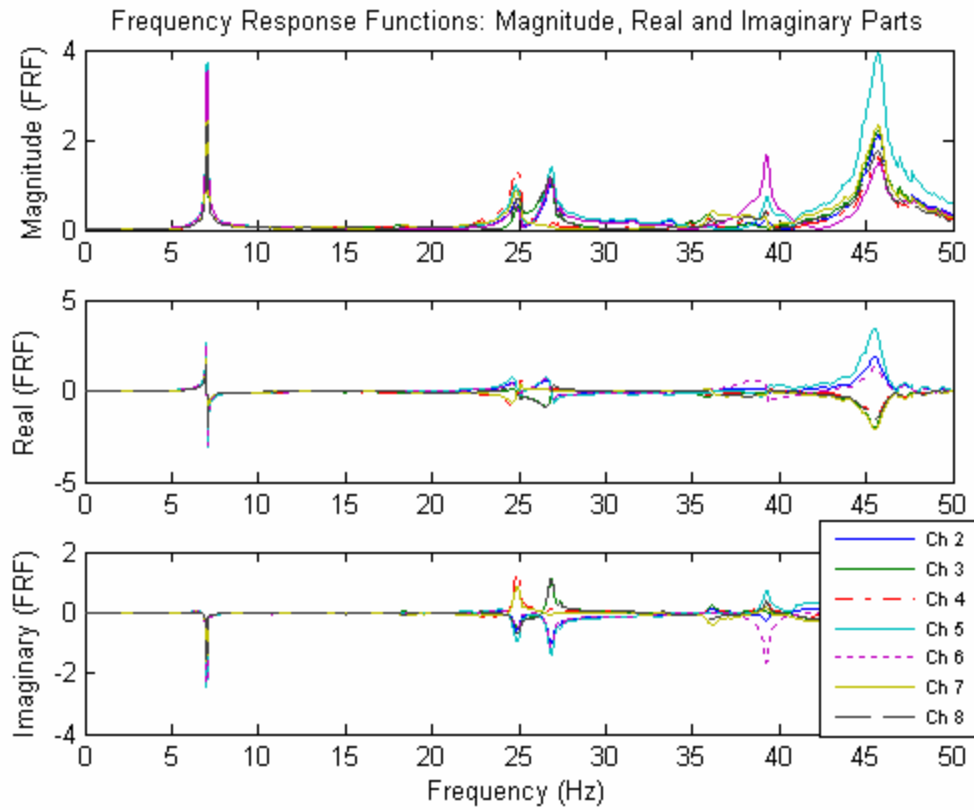 Frequency Response Functions: Magnitude, Real and Imaginary Parts
Magnitude (FRF)
4
2
0
0 5 10 15 20 25 30 35 40 45 50
Real (FRF)
5
0
-5
0 5 10 15 20 25 30 35 40 45 50
Imaginary (FRF)
2
0
-2
-4
0 5 10 15 20 25 30 35 40 45 50
Frequency (Hz)
Ch 2
Ch 3
Ch 4
Ch 5
Ch 6
Ch 7
Ch 8